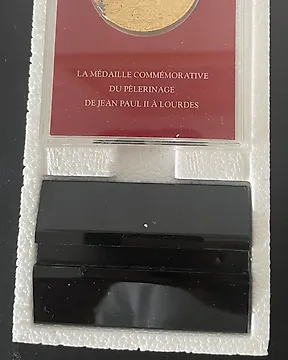 LA MÉDAILLE COMMÉMORATIVE
DU PÈLERINAGE
DE JEAN PAUL II À LOURDES